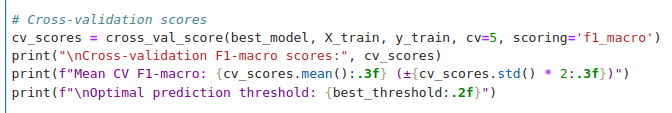 # Cross-validation scores
cv_scores = cross_val_score(best_model, X_train, y_train, cv=5, scoring='f1_macro')
print("\nCross-validation F1-macro scores:", cv_scores)
print(f"Mean CV F1-macro: {cv_scores.mean():.3f} (±{cv_scores.std() * 2:.3f})")
print(f"\nOptimal prediction threshold: {best_threshold:.2f}")